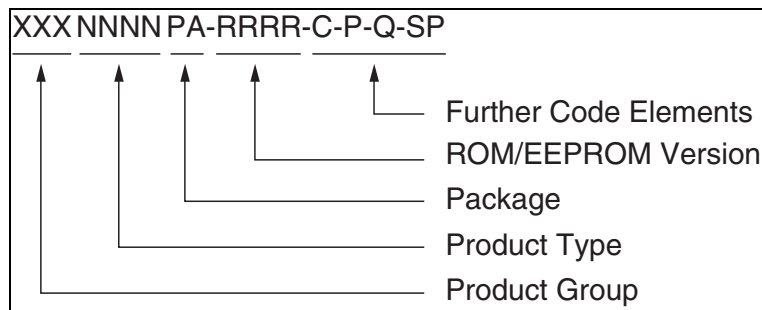 XXX NNNN PA-RRRR-C-P-Q-SP
Further Code Elements
ROM/EEPROM Version
Package
Product Type
Product Group